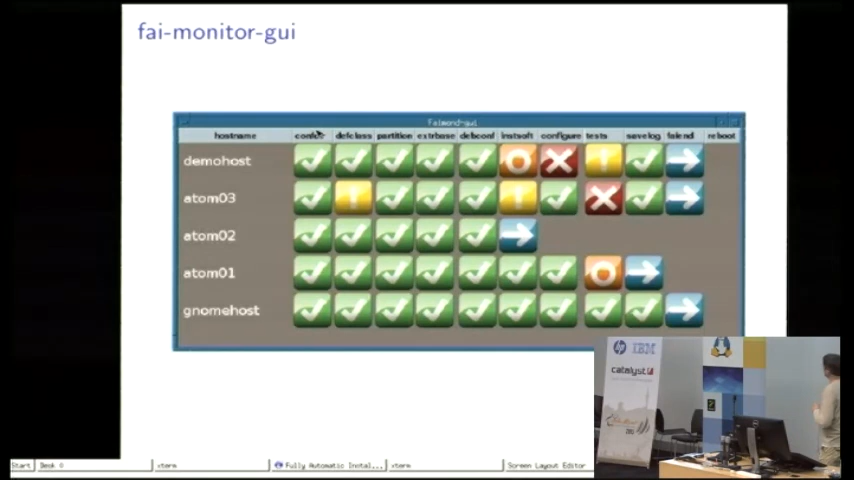 fai-monitor-gui
Faimond-gui
hostname confdir defclass partition extrbase debconf instsoft configure tests savelog faiend reboot
demohost
atom03
atom02
atom01
gnomehost
hp IBM
catalyst
Start Desk 0 xterm Fully Automatic Instal... xterm Screen Layout Editor